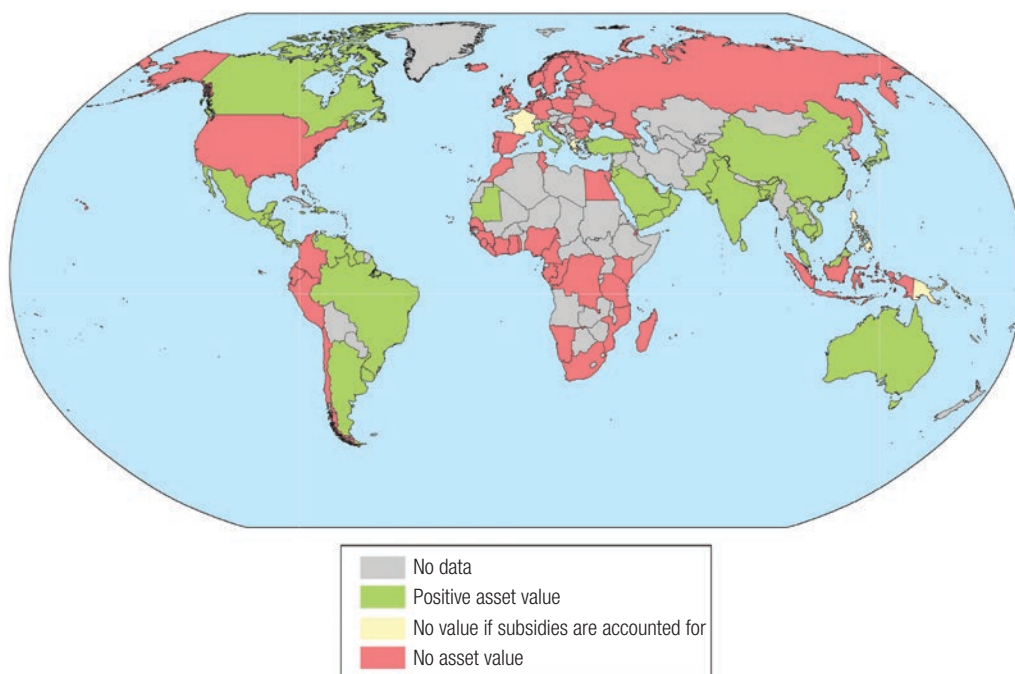 No data
Positive asset value
No value if subsidies are accounted for
No asset value